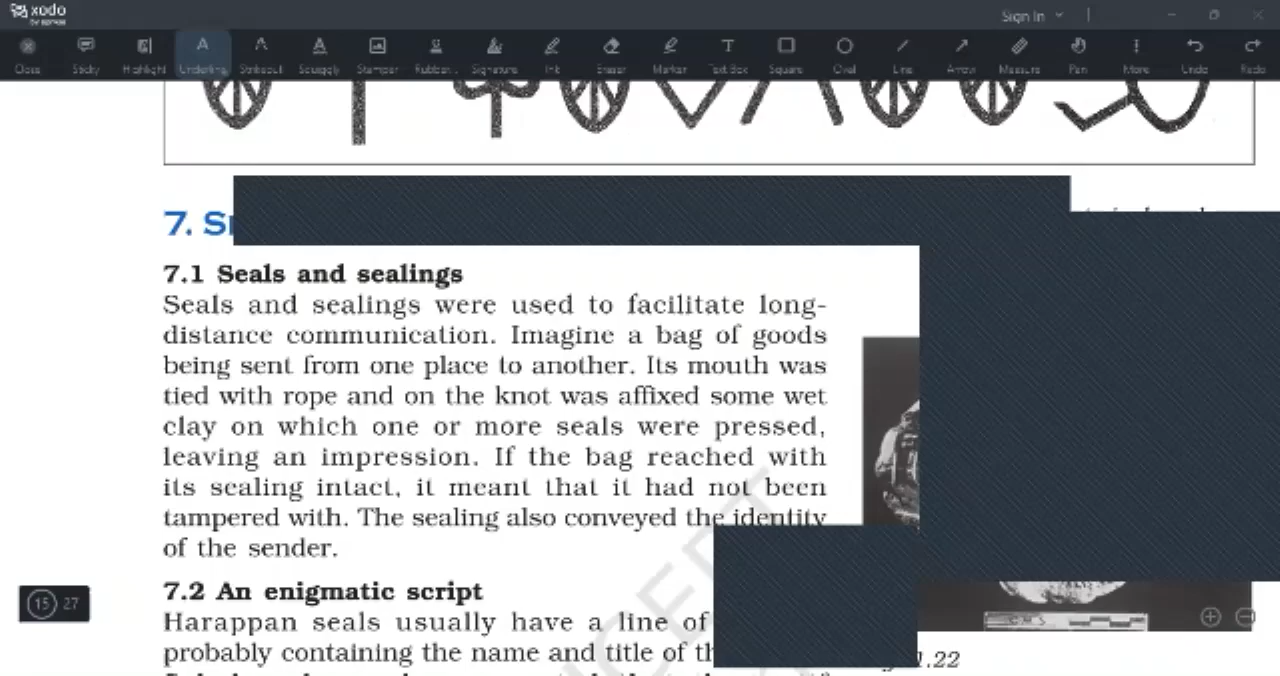 xodo
Sign In
Close
Sticky
Highlight
Underline
Strikeout
Squiggly
Stamper
Rubber...
Signature
Ink
Eraser
Marker
Text Box
Square
Oval
Line
Arrow
Measure
Pan
More
Undo
Redo
7.
7.1 Seals and sealings
Seals and sealings were used to facilitate long-
distance communication. Imagine a bag of goods
being sent from one place to another. Its mouth was
tied with rope and on the knot was affixed some wet
clay on which one or more seals were pressed,
leaving an impression. If the bag reached with
its sealing intact, it meant that it had not been
tampered with. The sealing also conveyed the identity
of the sender.
7.2 An enigmatic script
Harappan seals usually have a line of
probably containing the name and title of
15 27
CMS
1.22